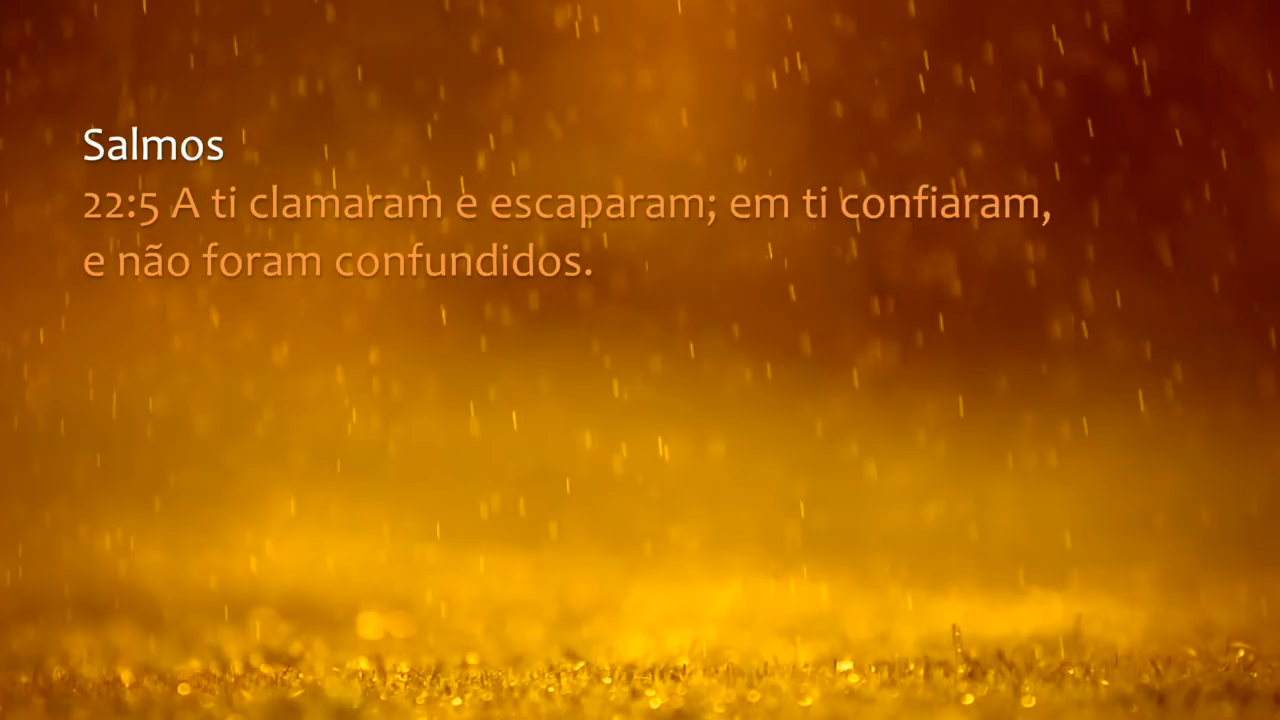 Salmos
22:5 A ti clamaram e escaparam; em ti confiaram,
e não foram confundidos.